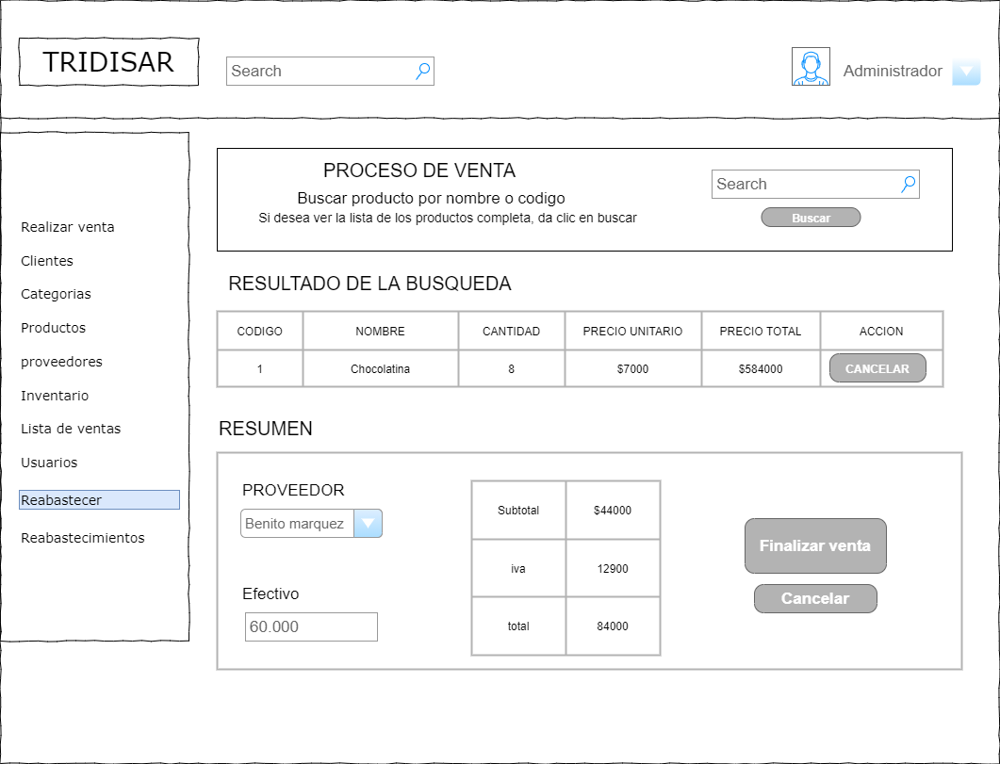 TRIDISAR
Search
Administrador
Realizar venta
Clientes
Categorias
Productos
proveedores
Inventario
Lista de ventas
Usuarios
Reabastecer
Reabastecimientos
PROCESO DE VENTA
Buscar producto por nombre o codigo
Si desea ver la lista de los productos completa, da clic en buscar
Search
Buscar
RESULTADO DE LA BUSQUEDA
CODIGO NOMBRE CANTIDAD PRECIO UNITARIO PRECIO TOTAL ACCION
1 Chocolatina 8 $7000 $584000 CANCELAR
RESUMEN
PROVEEDOR
Benito marquez
Efectivo
60.000
Subtotal $44000
iva 12900
total 84000
Finalizar venta
Cancelar